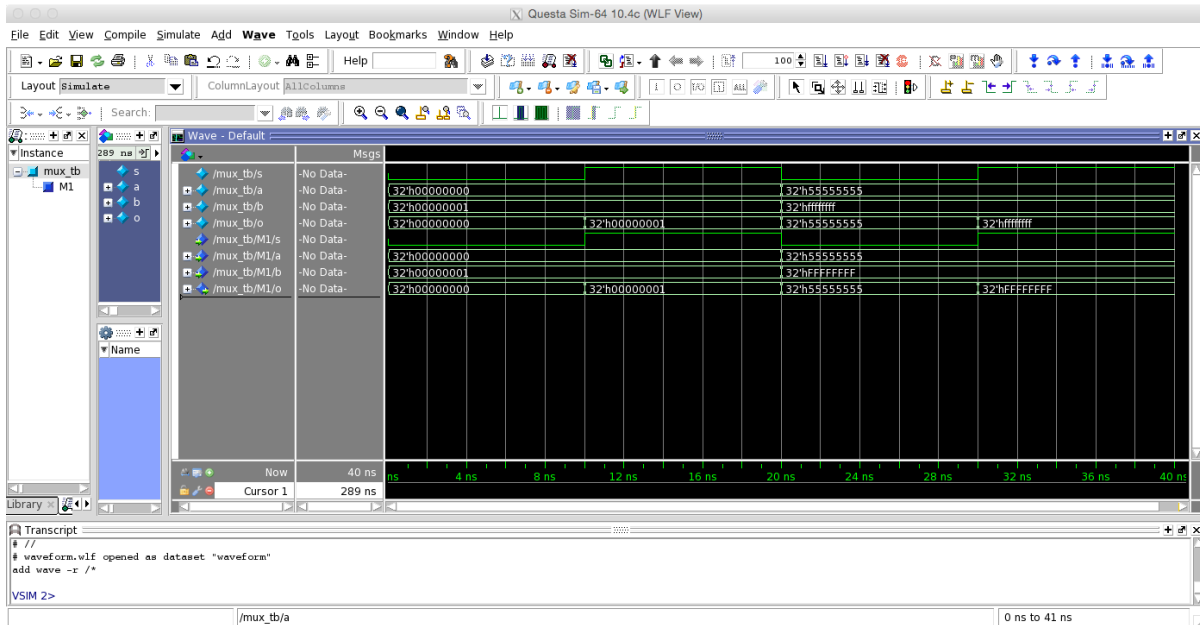 Questa Sim-64 10.4c (WLF View)
File Edit View Compile Simulate Add Wave Tools Layout Bookmarks Window Help
Help 100
Layout Simulate ColumnLayout AllColumns
Search:
Wave - Default
Instance 289 ns Msgs
mux_tb s /mux_tb/s -No Data-
M1 a /mux_tb/a -No Data- 32'h00000000 32'h55555555
b /mux_tb/b -No Data- 32'h00000001 32'hffffffff
o /mux_tb/o -No Data- 32'h00000000 32'h00000001 32'h55555555 32'hffffffff
/mux_tb/M1/s -No Data-
/mux_tb/M1/a -No Data- 32'h00000000 32'h55555555
/mux_tb/M1/b -No Data- 32'h00000001 32'hFFFFFFFF
/mux_tb/M1/o -No Data- 32'h00000000 32'h00000001 32'h55555555 32'hFFFFFFFF
Name
Now 40 ns ns 4 ns 8 ns 12 ns 16 ns 20 ns 24 ns 28 ns 32 ns 36 ns 40 ns
Cursor 1 289 ns
Library
Transcript
# //
# waveform.wlf opened as dataset "waveform"
add wave -r /*
VSIM 2>
/mux_tb/a 0 ns to 41 ns